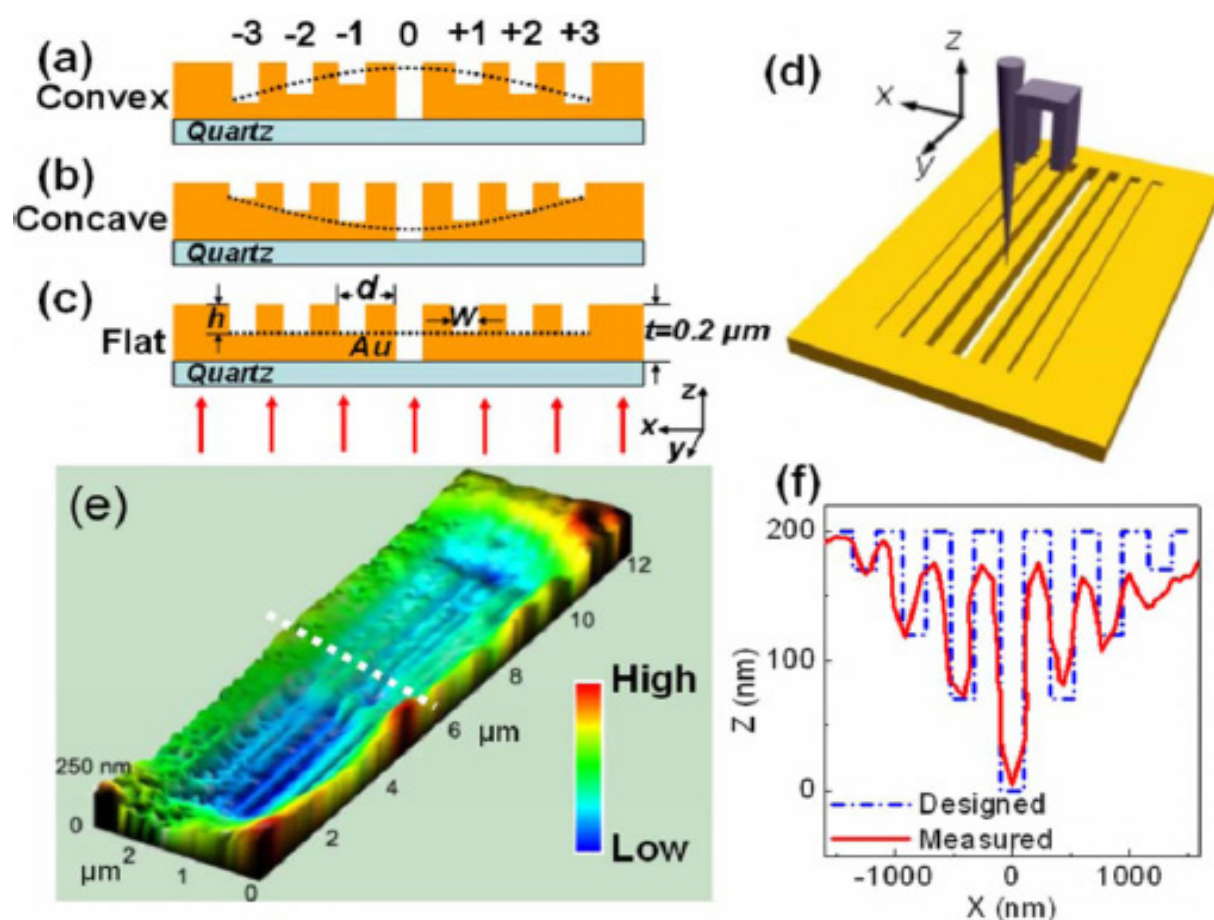 -3 -2 -1 0 +1 +2 +3
(a)
Convex
Quartz
(b)
Concave
Quartz
(c)
Flat
h
d
W
Au
t=0.2 μm
Quartz
z
x
y
(d)
z
x
y
(e)
250 nm
0
μm
2
1
0
2
4
6
μm
8
10
12
High
Low
(f)
200
100
0
Z (nm)
Designed
Measured
-1000 0 1000
X (nm)